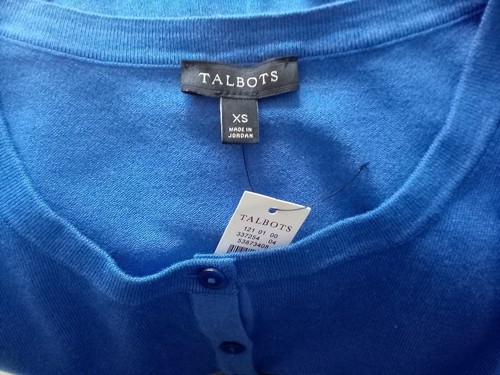 TALBOTS
XS
MADE IN
JORDAN
TALBOTS
121 01 00
337254 04
53873408